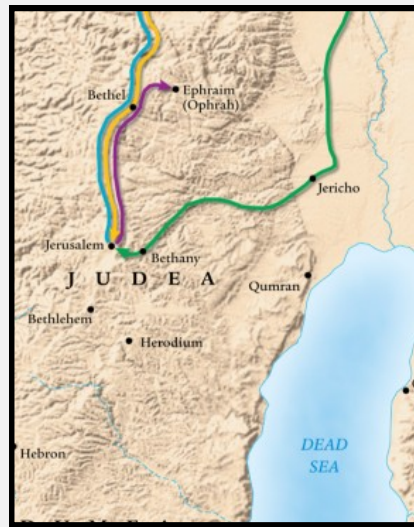 Bethel
Ephraim
(Ophrah)
Jericho
Jerusalem
Bethany
J U D E A
Qumran
Bethlehem
Herodium
DEAD
SEA
Hebron